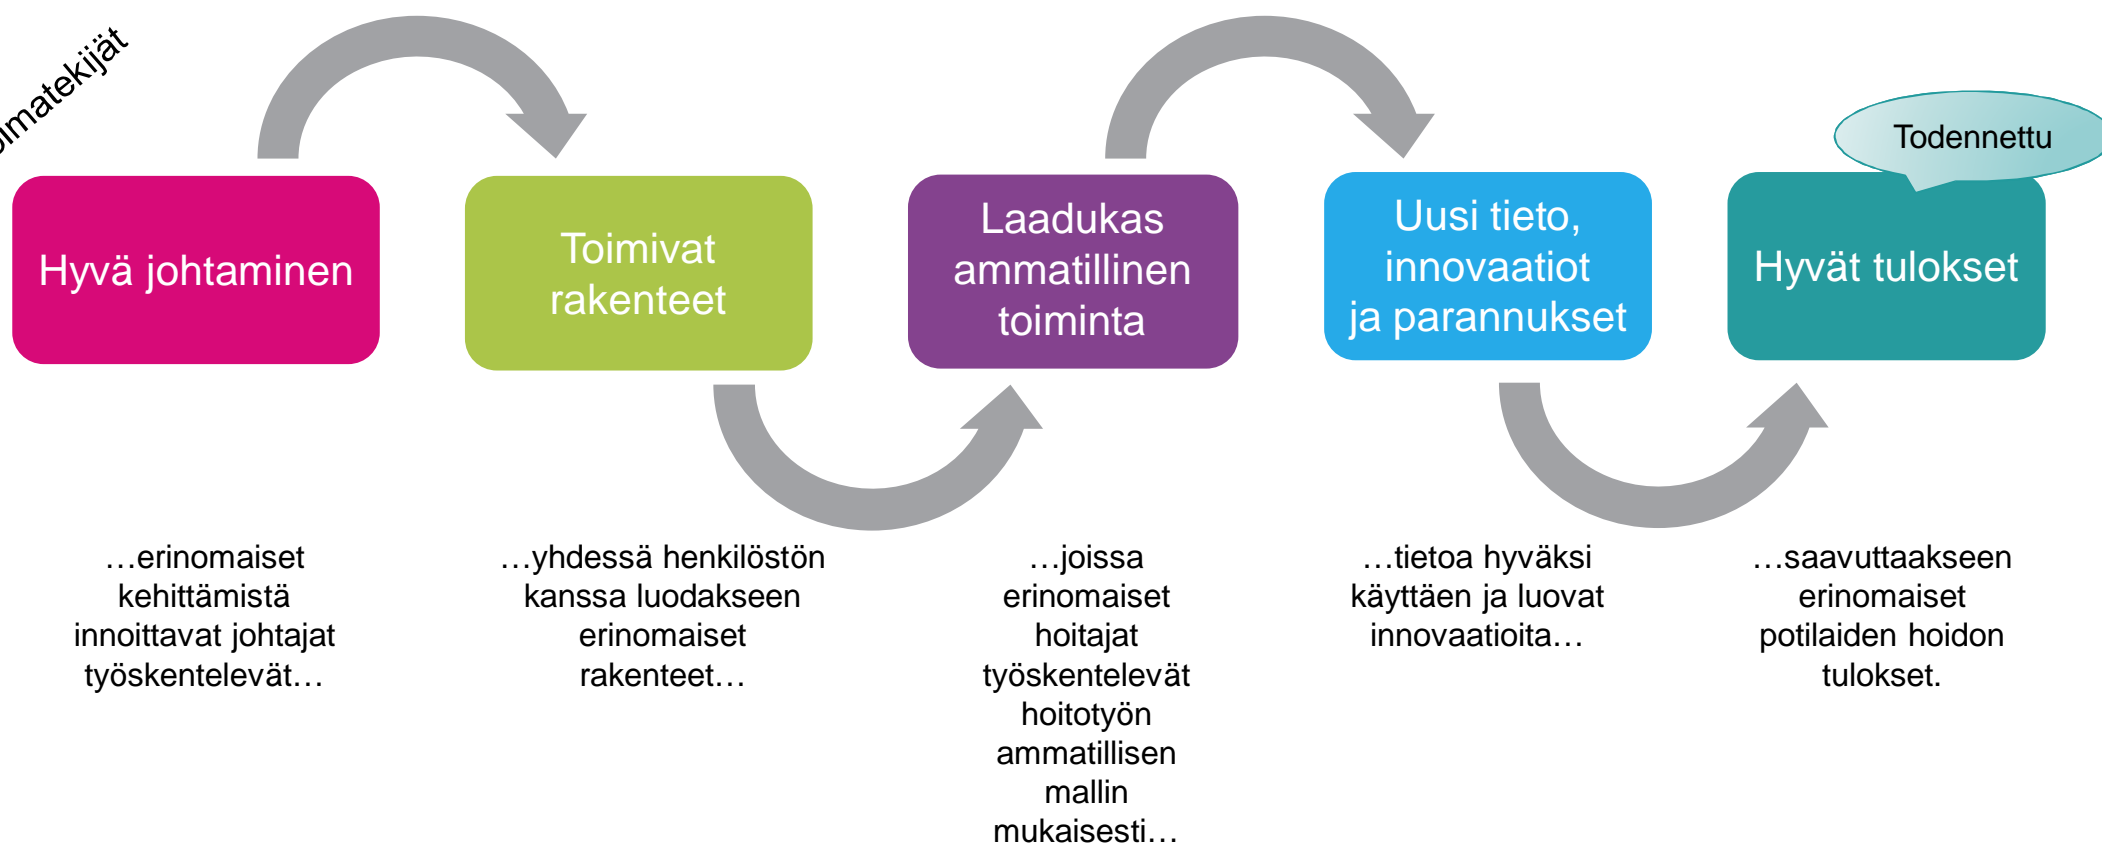 Todennettu
Hyvä johtaminen
Toimivat
rakenteet
Laadukas
ammatillinen
toiminta
Uusi tieto,
innovaatiot
ja parannukset
Hyvät tulokset
…erinomaiset
kehittämistä
innoittavat johtajat
työskentelevät…
…yhdessä henkilöstön
kanssa luodakseen
erinomaiset
rakenteet…
…joissa
erinomaiset
hoitajat
työskentelevät
hoitotyön
ammatillisen
mallin
mukaisesti…
…tietoa hyväksi
käyttäen ja luovat
innovaatioita…
…saavuttaakseen
erinomaiset
potilaiden hoidon
tulokset.